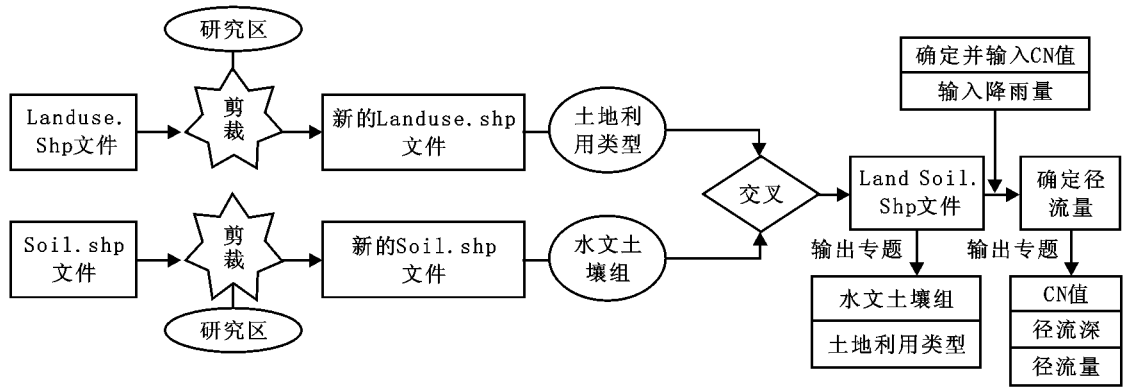 研究区
确定并输入CN值
输入降雨量
Landuse.
Shp文件
剪
裁
新的Landuse.shp
文件
土地利
用类型
交叉
Land Soil.
Shp文件
确定径
流量
Soil.shp
文件
剪
裁
新的Soil.shp
文件
水文土
壤组
输出专题
输出专题
研究区
水文土壤组
土地利用类型
CN值
径流深
径流量